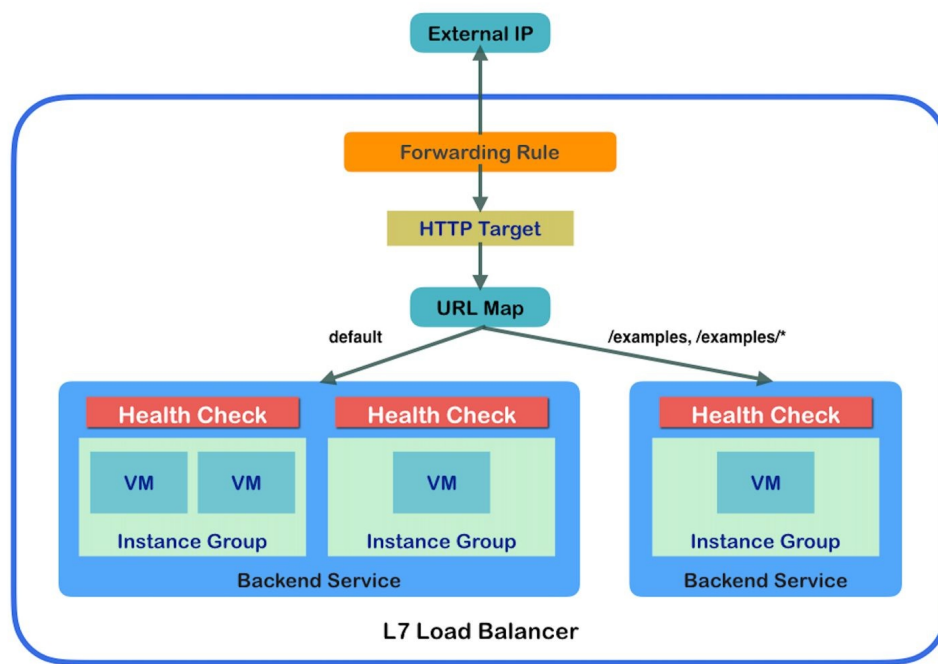 External IP
Forwarding Rule
HTTP Target
URL Map
default
/examples, /examples/*
Health Check
Health Check
Health Check
VM
VM
VM
VM
Instance Group
Instance Group
Instance Group
Backend Service
Backend Service
L7 Load Balancer